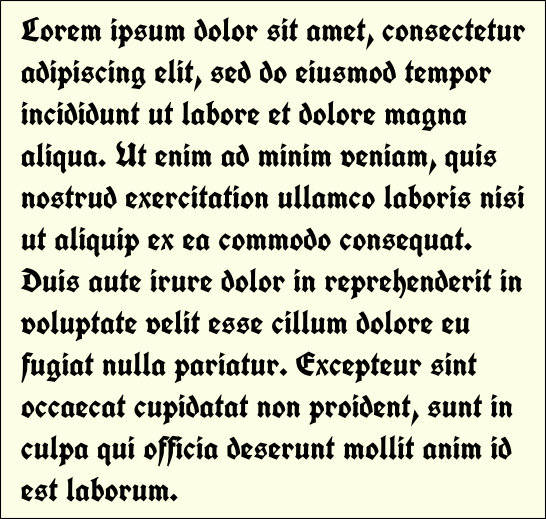 Lorem ipsum dolor sit amet, consectetur
adipiscing elit, sed do eiusmod tempor
incididunt ut labore et dolore magna
aliqua. Ut enim ad minim veniam, quis
nostrud exercitation ullamco laboris nisi
ut aliquip ex ea commodo consequat.
Duis aute irure dolor in reprehenderit in
voluptate velit esse cillum dolore eu
fugiat nulla pariatur. Excepteur sint
occaecat cupidatat non proident, sunt in
culpa qui officia deserunt mollit anim id
est laborum.